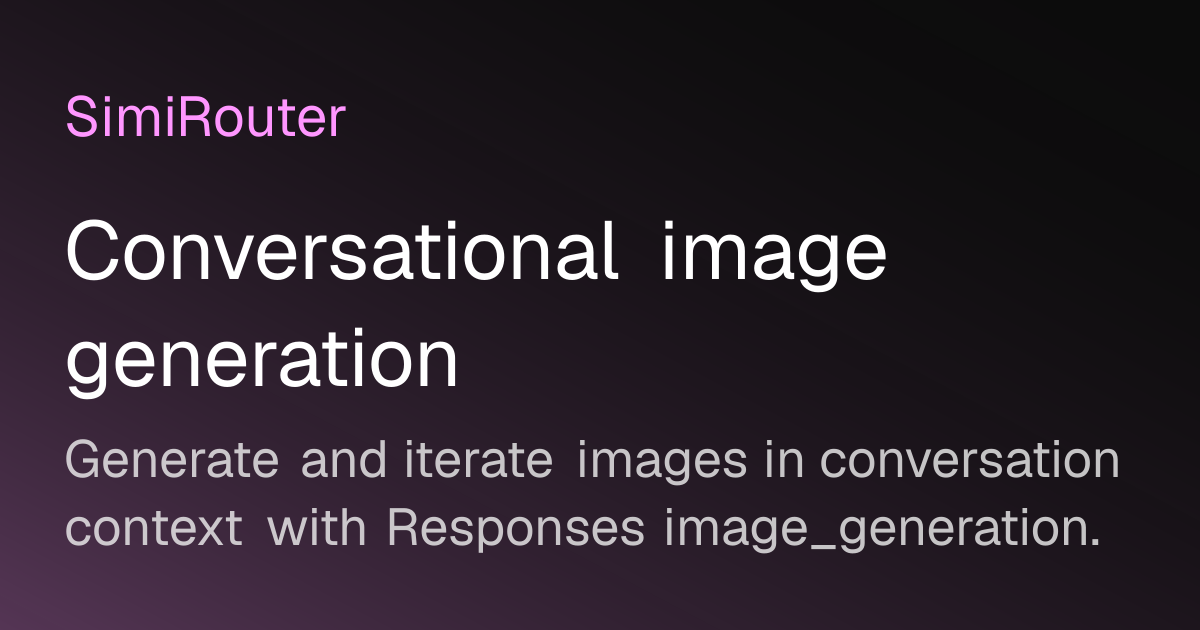 SimiRouter
Conversational image
generation
Generate and iterate images in conversation
context with Responses image_generation.